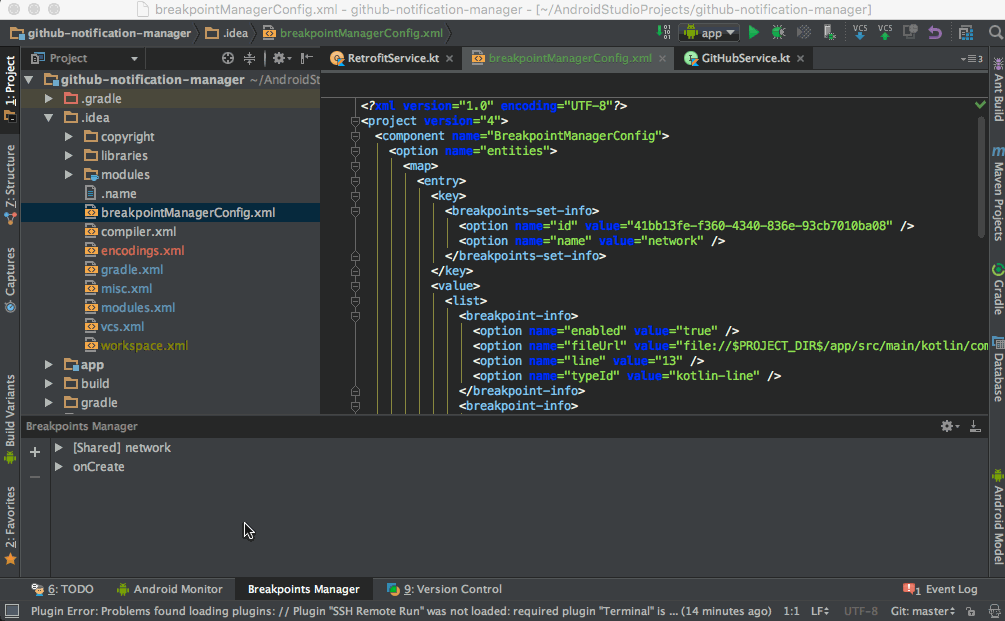 breakpointManagerConfig.xml - github-notification-manager - [~/AndroidStudioProjects/github-notification-manager]
github-notification-manager .idea breakpointManagerConfig.xml app VCS VCS
1: Project
Z: Structure
Captures
Build Variants
2: Favorites
Project
github-notification-manager ~/AndroidSt
.gradle
.idea
copyright
libraries
modules
.name
breakpointManagerConfig.xml
compiler.xml
encodings.xml
gradle.xml
misc.xml
modules.xml
vcs.xml
workspace.xml
app
build
gradle
RetrofitService.kt breakpointManagerConfig.xml GitHubService.kt 3
<?xml version="1.0" encoding="UTF-8"?>
<project version="4">
<component name="BreakpointManagerConfig">
<option name="entities">
<map>
<entry>
<key>
<breakpoints-set-info>
<option name="id" value="41bb13fe-f360-4340-836e-93cb7010ba08" />
<option name="name" value="network" />
</breakpoints-set-info>
</key>
<value>
<list>
<breakpoint-info>
<option name="enabled" value="true" />
<option name="fileUrl" value="file://$PROJECT_DIR$/app/src/main/kotlin/com
<option name="line" value="13" />
<option name="typeId" value="kotlin-line" />
</breakpoint-info>
<breakpoint-info>
Ant Build
Maven Projects
Gradle
Database
Android Model
Breakpoints Manager
[Shared] network
onCreate
6: TODO Android Monitor Breakpoints Manager 9: Version Control 1 Event Log
Plugin Error: Problems found loading plugins: // Plugin "SSH Remote Run" was not loaded: required plugin "Terminal" is ... (14 minutes ago) 1:1 LF UTF-8 Git: master